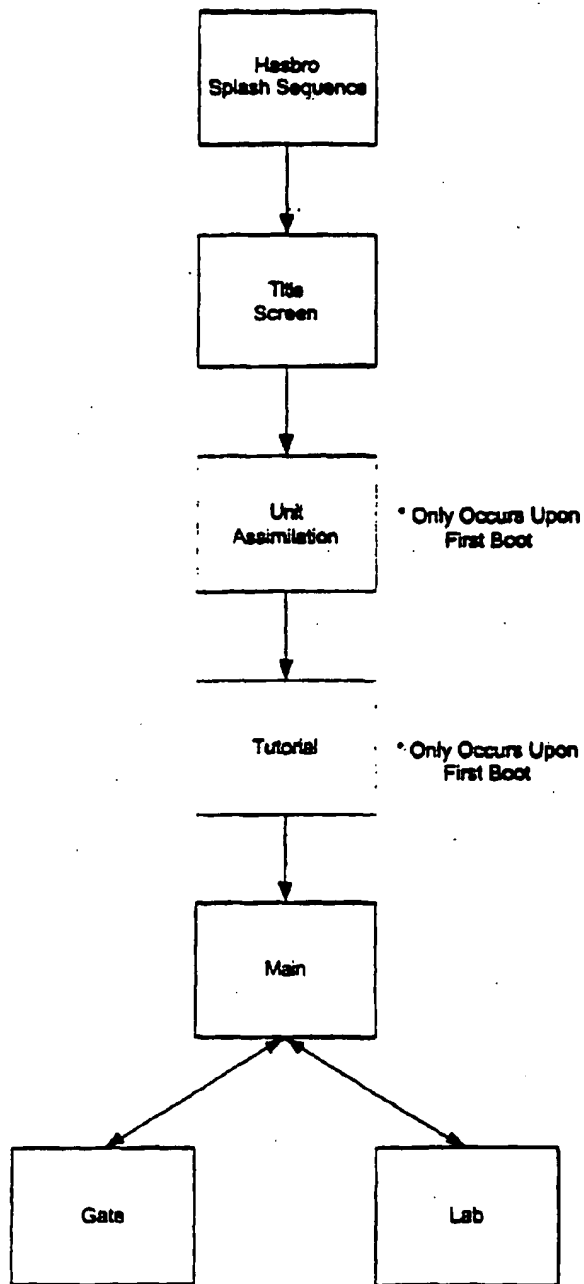 Hasbro
Splash Sequence
Title
Screen
Unit
Assimilation
* Only Occurs Upon
First Boot
Tutorial
* Only Occurs Upon
First Boot
Main
Gate
Lab